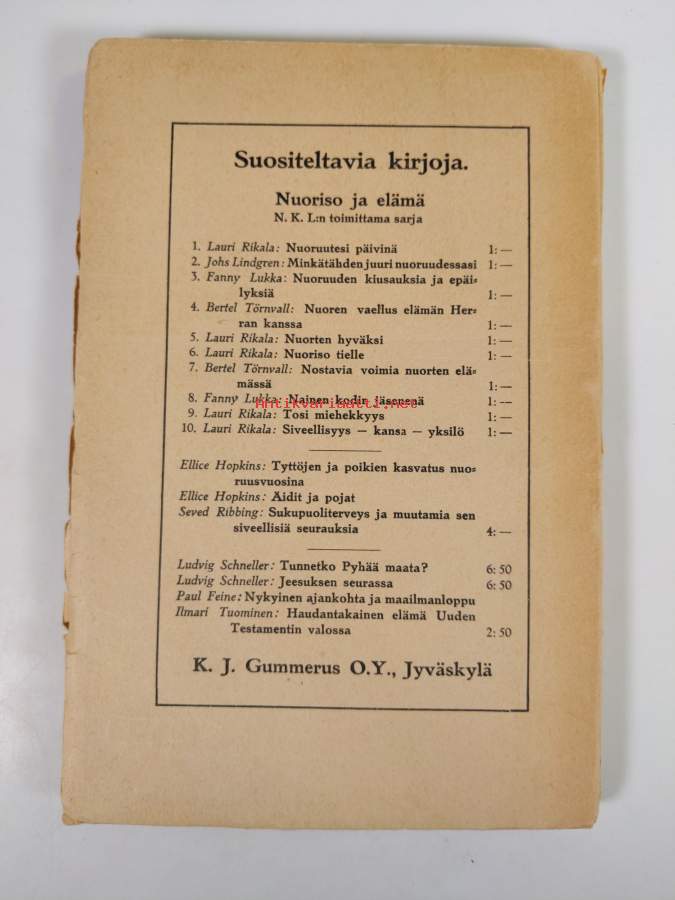 Suositeltavia kirjoja.
Nuoriso ja elämä
N. K. L:n toimittama sarja
1. Lauri Rikala: Nuoruutesi päivinä 1: —
2. Johs Lindgren: Minkätähden juuri nuoruudessasi 1: —
3. Fanny Lukka: Nuoruuden kiusauksia ja epäi=
lyksiä 1: —
4. Bertel Törnvall: Nuoren vaellus elämän Her=
ran kanssa 1: —
5. Lauri Rikala: Nuorten hyväksi 1: —
6. Lauri Rikala: Nuoriso tielle 1: —
7. Bertel Törnvall: Nostavia voimia nuorten elä=
mässä 1: —
8. Fanny Lukka: Nainen kodin jäsenenä 1: —
Antikvariaatti.net
9. Lauri Rikala: Tosi miehekkyys 1: —
10. Lauri Rikala: Siveellisyys — kansa — yksilö 1: —
Ellice Hopkins: Tyttöjen ja poikien kasvatus nuo=
ruusvuosina
Ellice Hopkins: Äidit ja pojat
Seved Ribbing: Sukupuoliterveys ja muutamia sen
siveellisiä seurauksia 4: —
Ludvig Schneller: Tunnetko Pyhää maata? 6: 50
Ludvig Schneller: Jeesuksen seurassa 6: 50
Paul Feine: Nykyinen ajankohta ja maailmanloppu
Ilmari Tuominen: Haudantakainen elämä Uuden
Testamentin valossa 2: 50
K. J. Gummerus O.Y., Jyväskylä